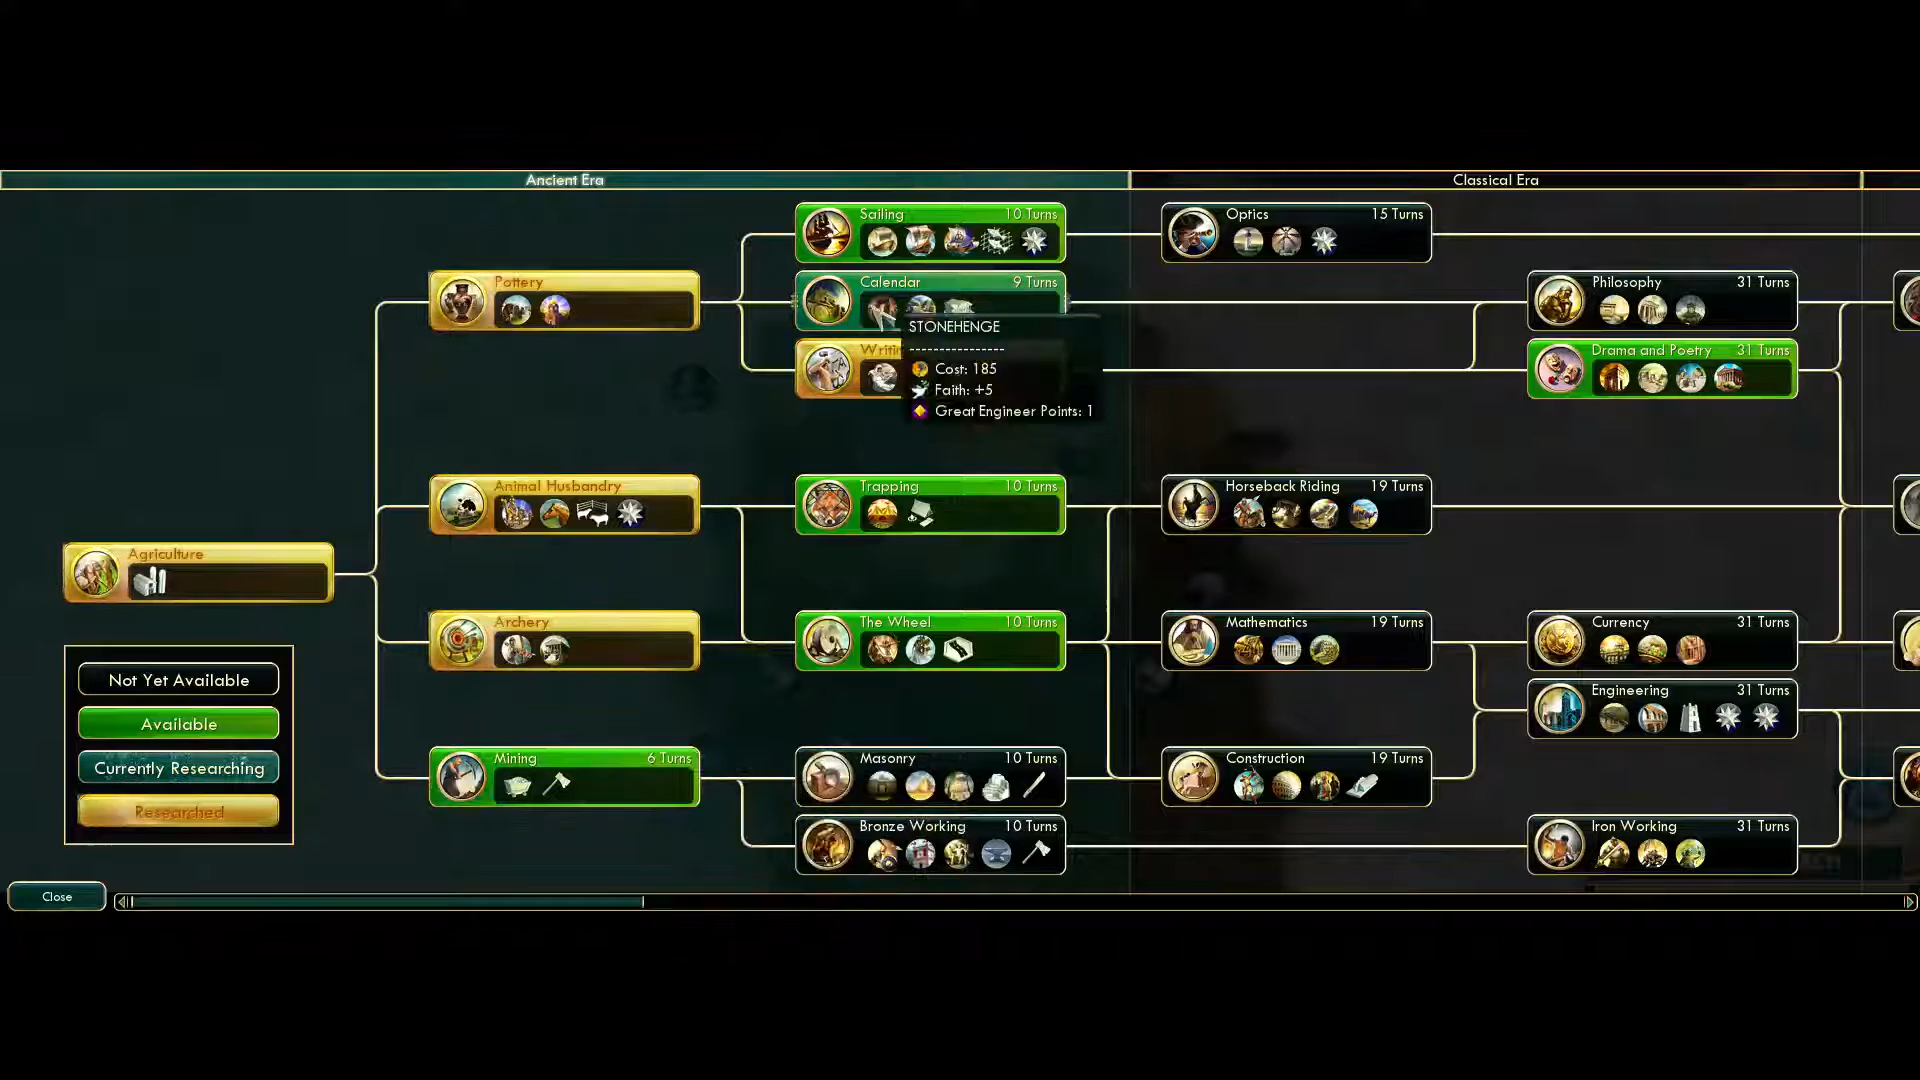 Ancient Era
Classical Era
Sailing 10 Turns
Optics 15 Turns
Pottery
Calendar 9 Turns
Philosophy 31 Turns
STONEHENGE
----------------
Cost: 185
Faith: +5
Great Engineer Points: 1
Drama and Poetry 31 Turns
Animal Husbandry
Trapping 10 Turns
Horseback Riding 19 Turns
Agriculture
Archery
The Wheel 10 Turns
Mathematics 19 Turns
Currency 31 Turns
Engineering 31 Turns
Mining 6 Turns
Masonry 10 Turns
Construction 19 Turns
Bronze Working 10 Turns
Iron Working 31 Turns
Not Yet Available
Available
Currently Researching
Researched
Close